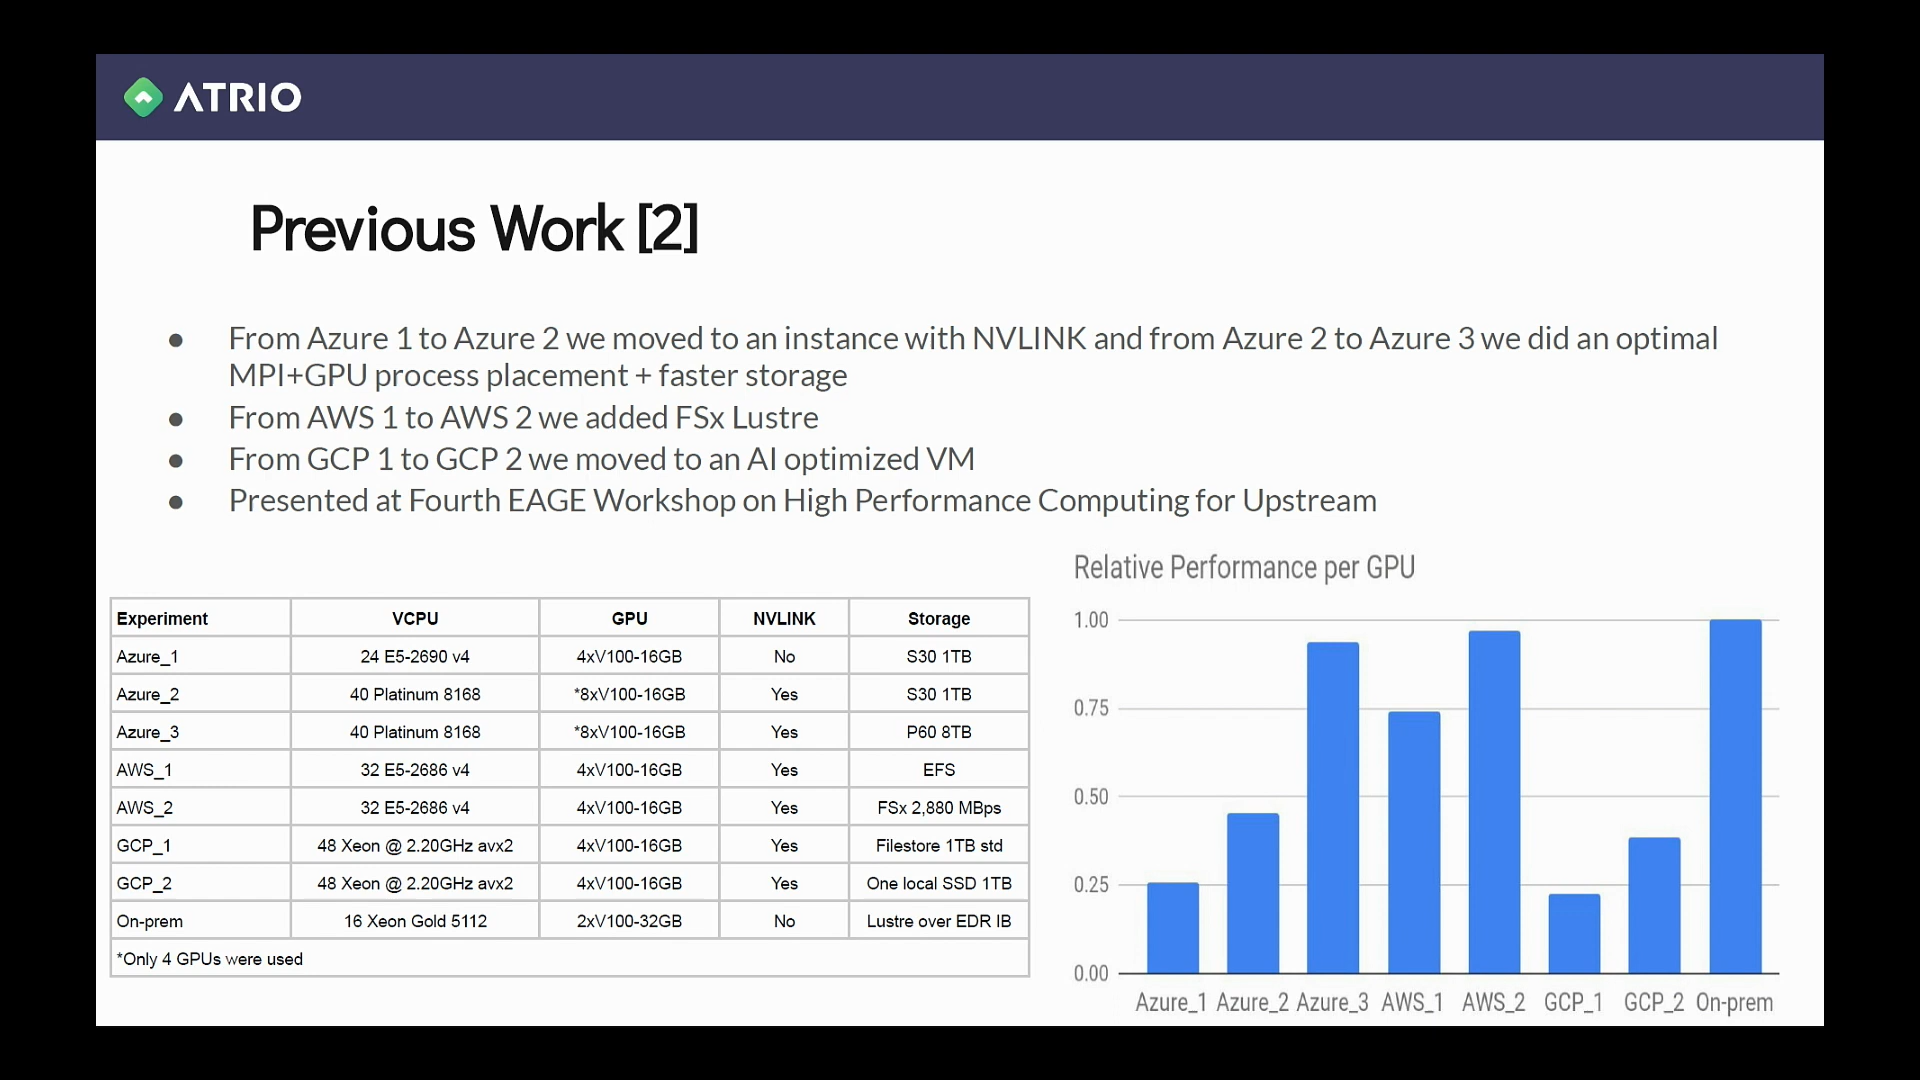 ATRIO
Previous Work [2]
● From Azure 1 to Azure 2 we moved to an instance with NVLINK and from Azure 2 to Azure 3 we did an optimal
MPI+GPU process placement + faster storage
● From AWS 1 to AWS 2 we added FSx Lustre
● From GCP 1 to GCP 2 we moved to an AI optimized VM
● Presented at Fourth EAGE Workshop on High Performance Computing for Upstream
Experiment VCPU GPU NVLINK Storage
Azure_1 24 E5-2690 v4 4xV100-16GB No S30 1TB
Azure_2 40 Platinum 8168 *8xV100-16GB Yes S30 1TB
Azure_3 40 Platinum 8168 *8xV100-16GB Yes P60 8TB
AWS_1 32 E5-2686 v4 4xV100-16GB Yes EFS
AWS_2 32 E5-2686 v4 4xV100-16GB Yes FSx 2,880 MBps
GCP_1 48 Xeon @ 2.20GHz avx2 4xV100-16GB Yes Filestore 1TB std
GCP_2 48 Xeon @ 2.20GHz avx2 4xV100-16GB Yes One local SSD 1TB
On-prem 16 Xeon Gold 5112 2xV100-32GB No Lustre over EDR IB
*Only 4 GPUs were used
Relative Performance per GPU
1.00
0.75
0.50
0.25
0.00
Azure_1 Azure_2 Azure_3 AWS_1 AWS_2 GCP_1 GCP_2 On-prem